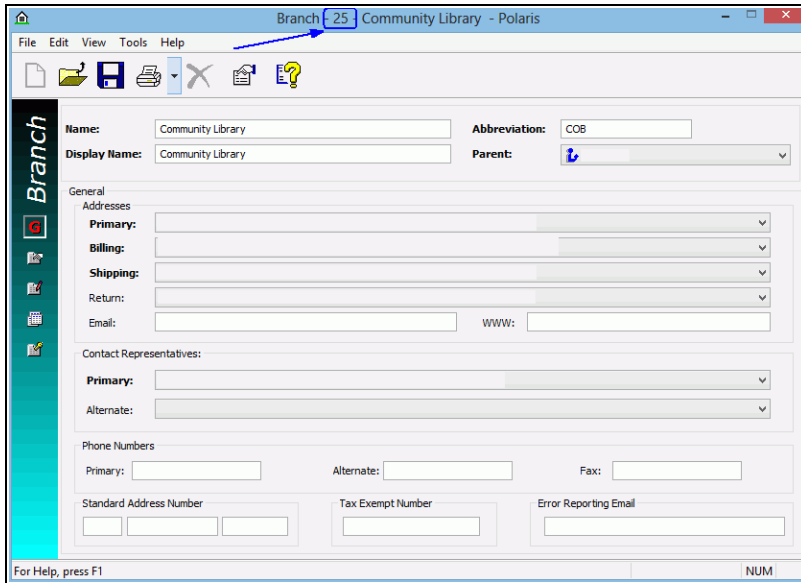 Branch - 25 - Community Library - Polaris
File Edit View Tools Help
Branch
Name: Community Library Abbreviation: COB
Display Name: Community Library Parent:
General
Addresses
Primary:
Billing:
Shipping:
Return:
Email: WWW:
Contact Representatives:
Primary:
Alternate:
Phone Numbers
Primary: Alternate: Fax:
Standard Address Number Tax Exempt Number Error Reporting Email
For Help, press F1 NUM